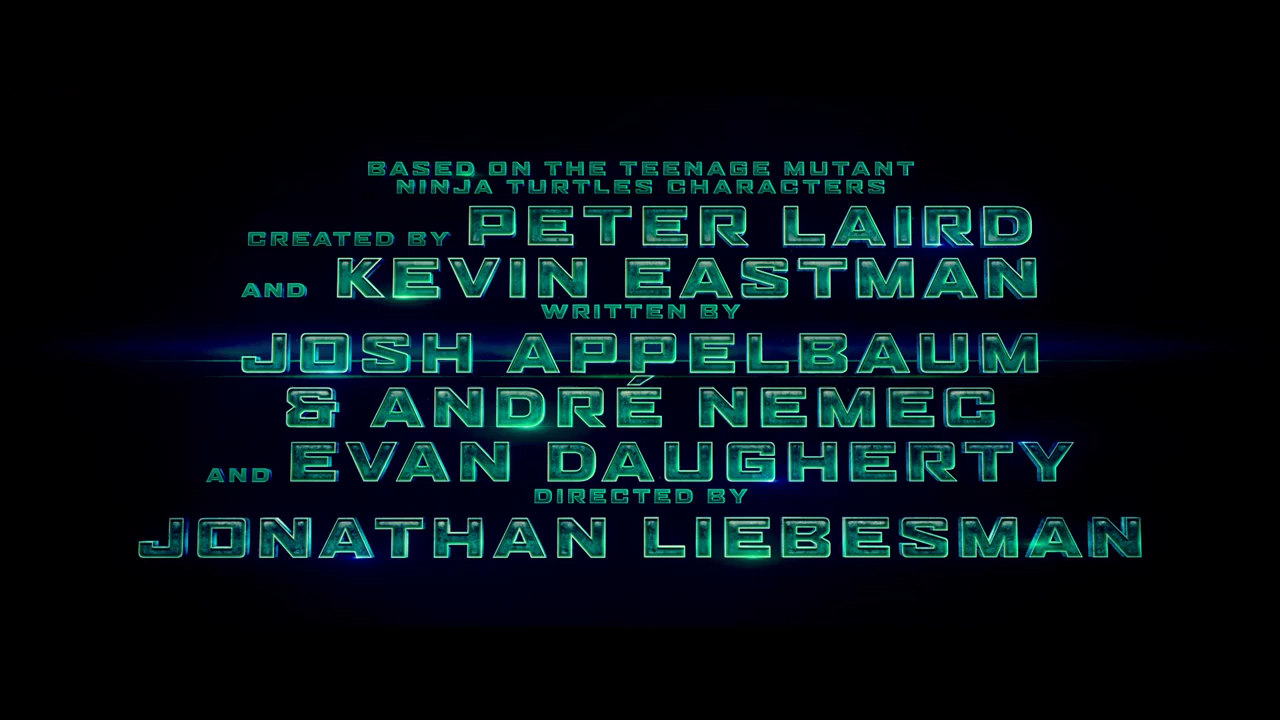 BASED ON THE TEENAGE MUTANT
NINJA TURTLES CHARACTERS
CREATED BY PETER LAIRD
AND KEVIN EASTMAN
WRITTEN BY
JOSH APPELBAUM
& ANDRÉ NEMEC
AND EVAN DAUGHERTY
DIRECTED BY
JONATHAN LIEBESMAN